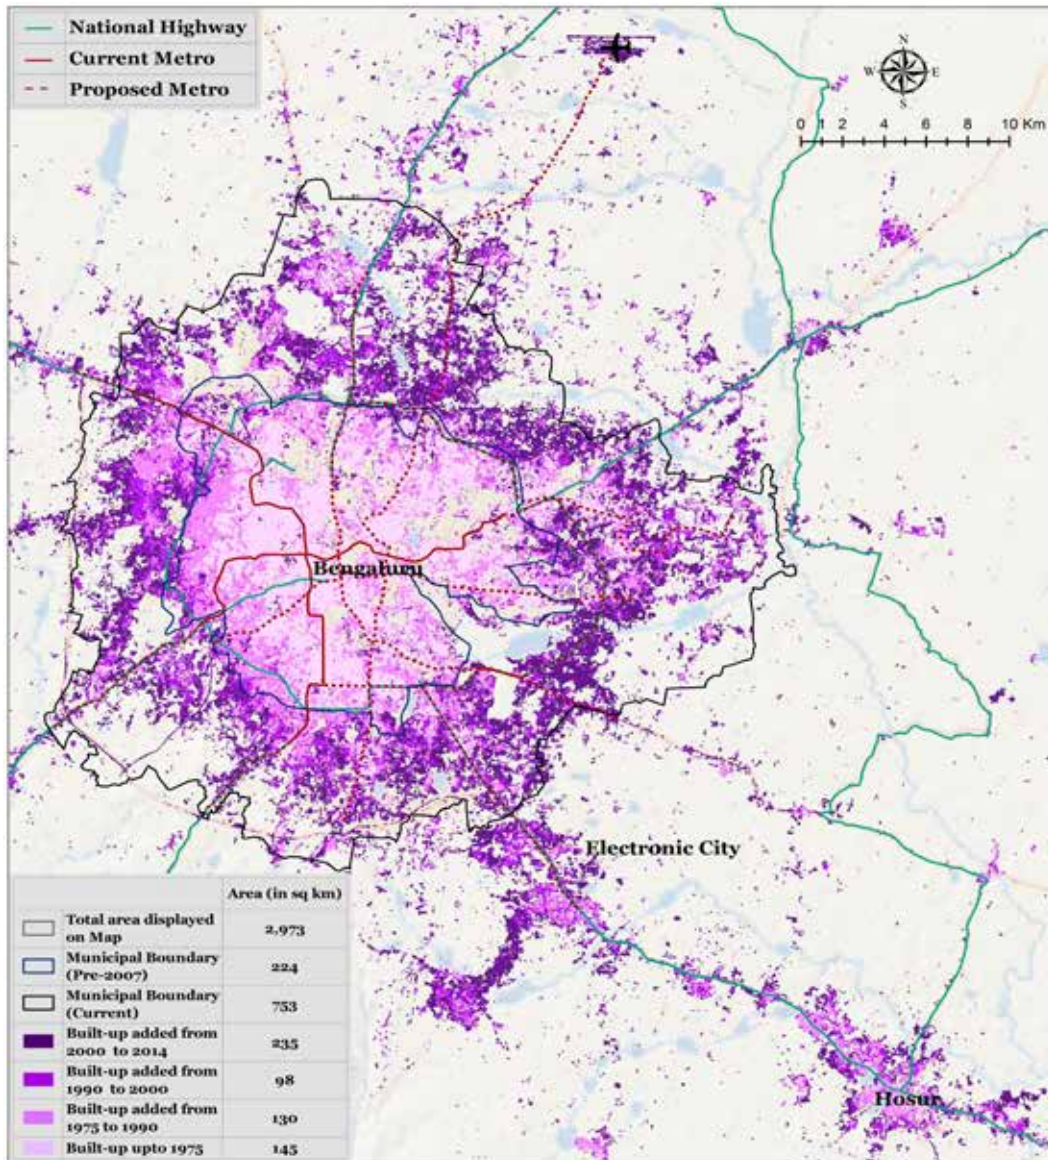 National Highway
Current Metro
Proposed Metro
N
W E
S
0 1 2 4 6 8 10 Km
Bengaluru
Electronic City
Hosur
Area (in sq km)
Total area displayed
on Map
2,973
Municipal Boundary
(Pre-2007)
224
Municipal Boundary
(Current)
753
Built-up added from
2000 to 2014
235
Built-up added from
1990 to 2000
98
Built-up added from
1975 to 1990
130
Built-up upto 1975
145